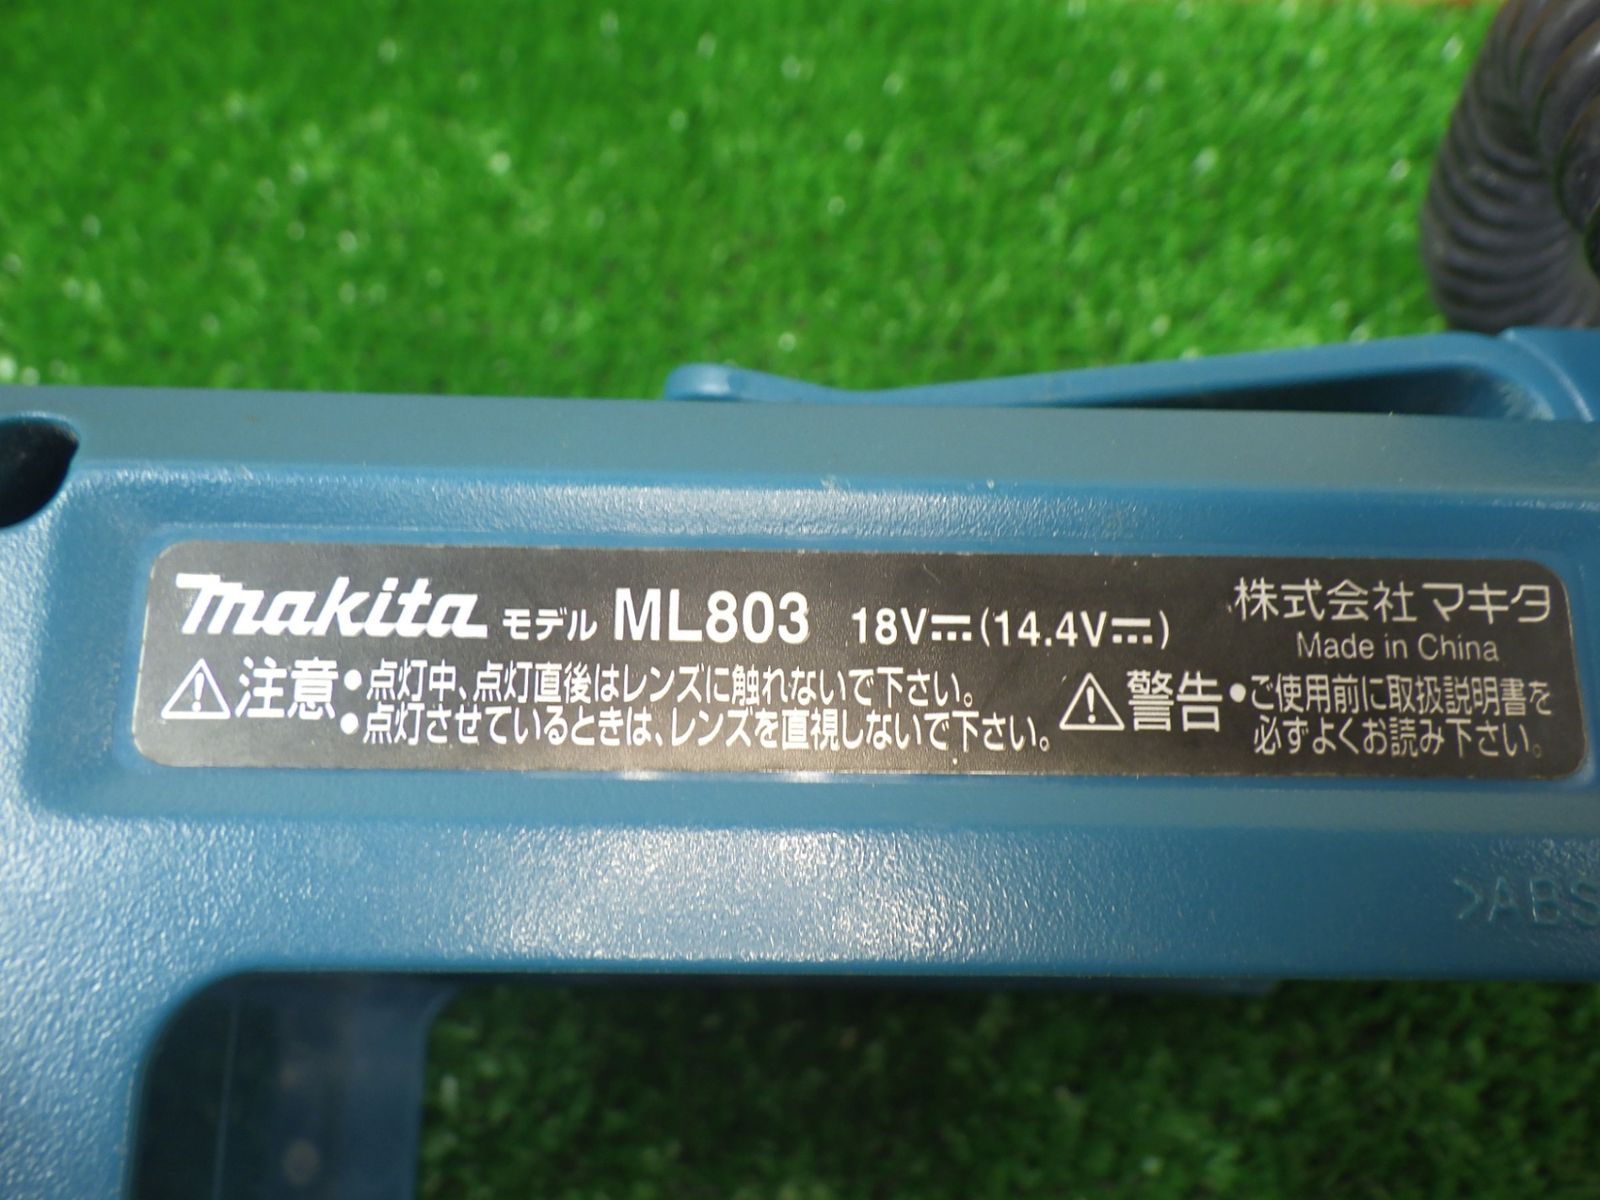 makita モデル ML803 18V⎓(14.4V⎓) 株式会社マキタ
Made in China
⚠注意 •点灯中、点灯直後はレンズに触れないで下さい。
•点灯させているときは、レンズを直視しないで下さい。
⚠警告 •ご使用前に取扱説明書を
必ずよくお読み下さい。
>ABS